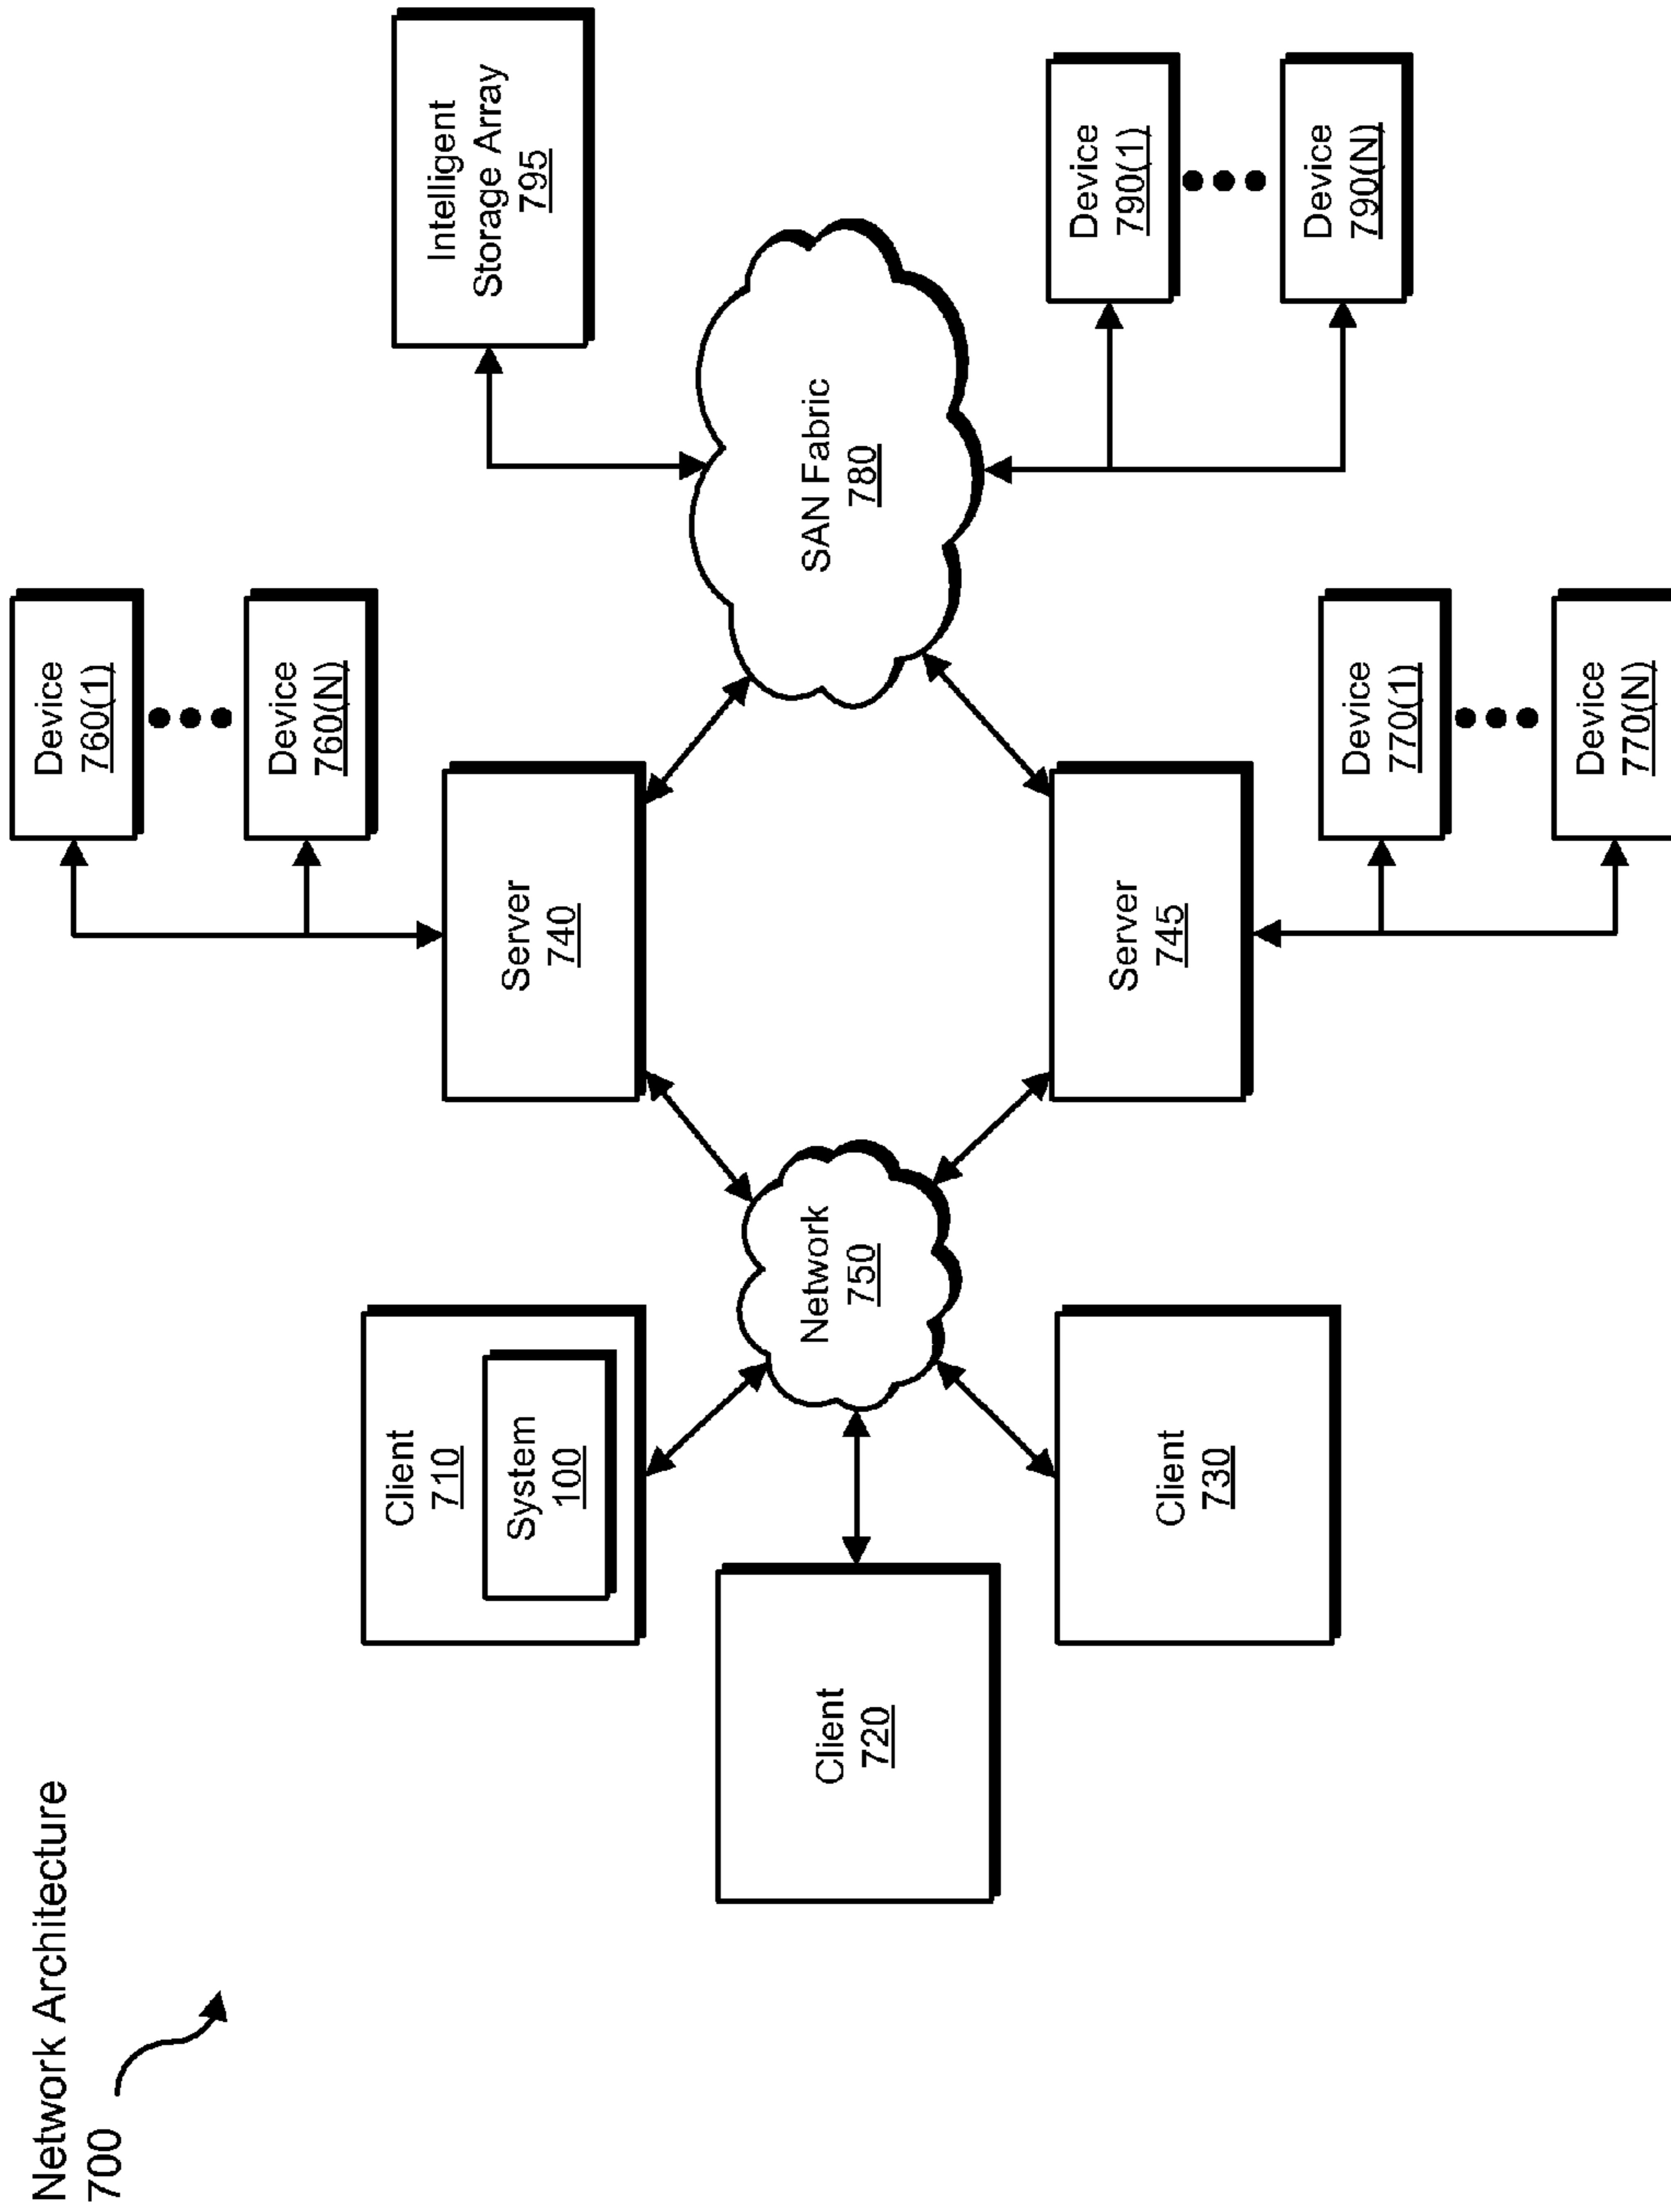 Network Architecture
700
Client
710
System
100
Client
720
Client
730
Network
750
Server
740
Server
745
Device
760(1)
Device
760(N)
Device
770(1)
Device
770(N)
SAN Fabric
780
Intelligent
Storage Array
795
Device
790(1)
Device
790(N)